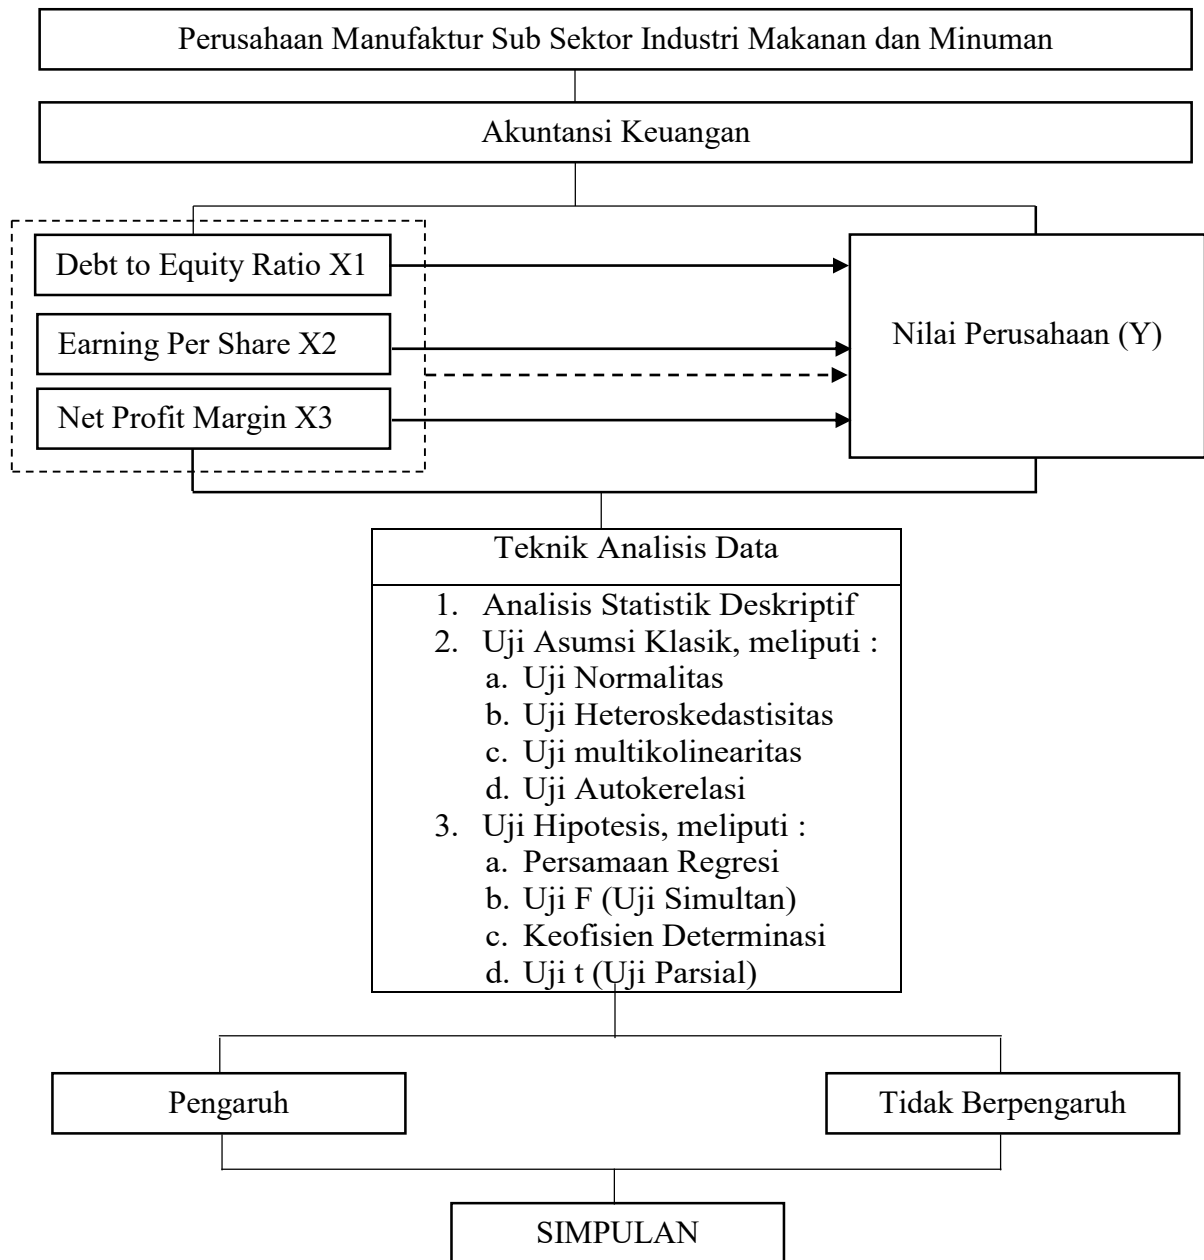 Perusahaan Manufaktur Sub Sektor Industri Makanan dan Minuman
Akuntansi Keuangan
Debt to Equity Ratio X1
Earning Per Share X2
Net Profit Margin X3
Nilai Perusahaan (Y)
Teknik Analisis Data
1. Analisis Statistik Deskriptif
2. Uji Asumsi Klasik, meliputi :
a. Uji Normalitas
b. Uji Heteroskedastisitas
c. Uji multikolinearitas
d. Uji Autokerelasi
3. Uji Hipotesis, meliputi :
a. Persamaan Regresi
b. Uji F (Uji Simultan)
c. Keofisien Determinasi
d. Uji t (Uji Parsial)
Pengaruh
Tidak Berpengaruh
SIMPULAN